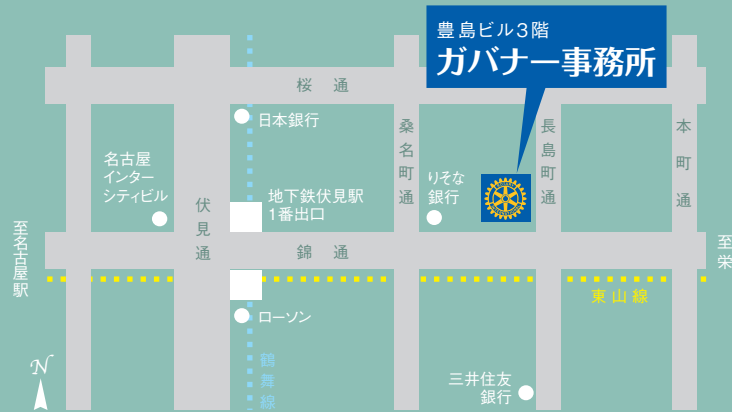 豊島ビル3階
ガバナー事務所
桜通
日本銀行
桑名町通
長島町通
本町通
名古屋
インター
シティビル
りそな
銀行
地下鉄伏見駅
1番出口
伏見通
錦通
至名古屋駅
至栄
東山線
ローソン
鶴舞線
三井住友
銀行
N